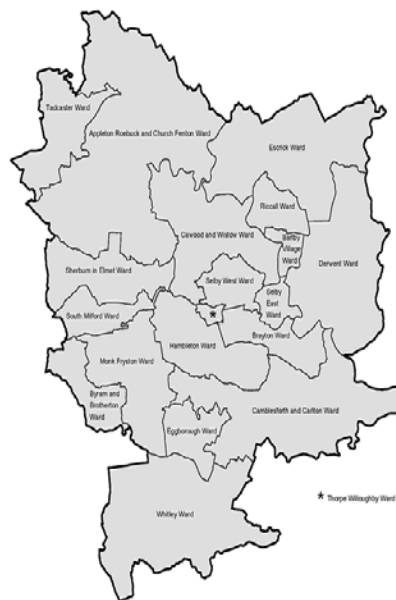 Tadcaster Ward
Appleton Roebuck and Church Fenton Ward
Escrick Ward
Riccall Ward
Cawood and Wistow Ward
Barlby
Village
Ward
Derwent Ward
Sherburn in Elmet Ward
Selby West Ward
Selby
East
Ward
South Milford Ward
*
Hambleton Ward
Brayton Ward
Monk Fryston Ward
Byram and
Brotherton
Ward
Camblesforth and Carlton Ward
Eggborough Ward
* Thorpe Willoughby Ward
Whitley Ward